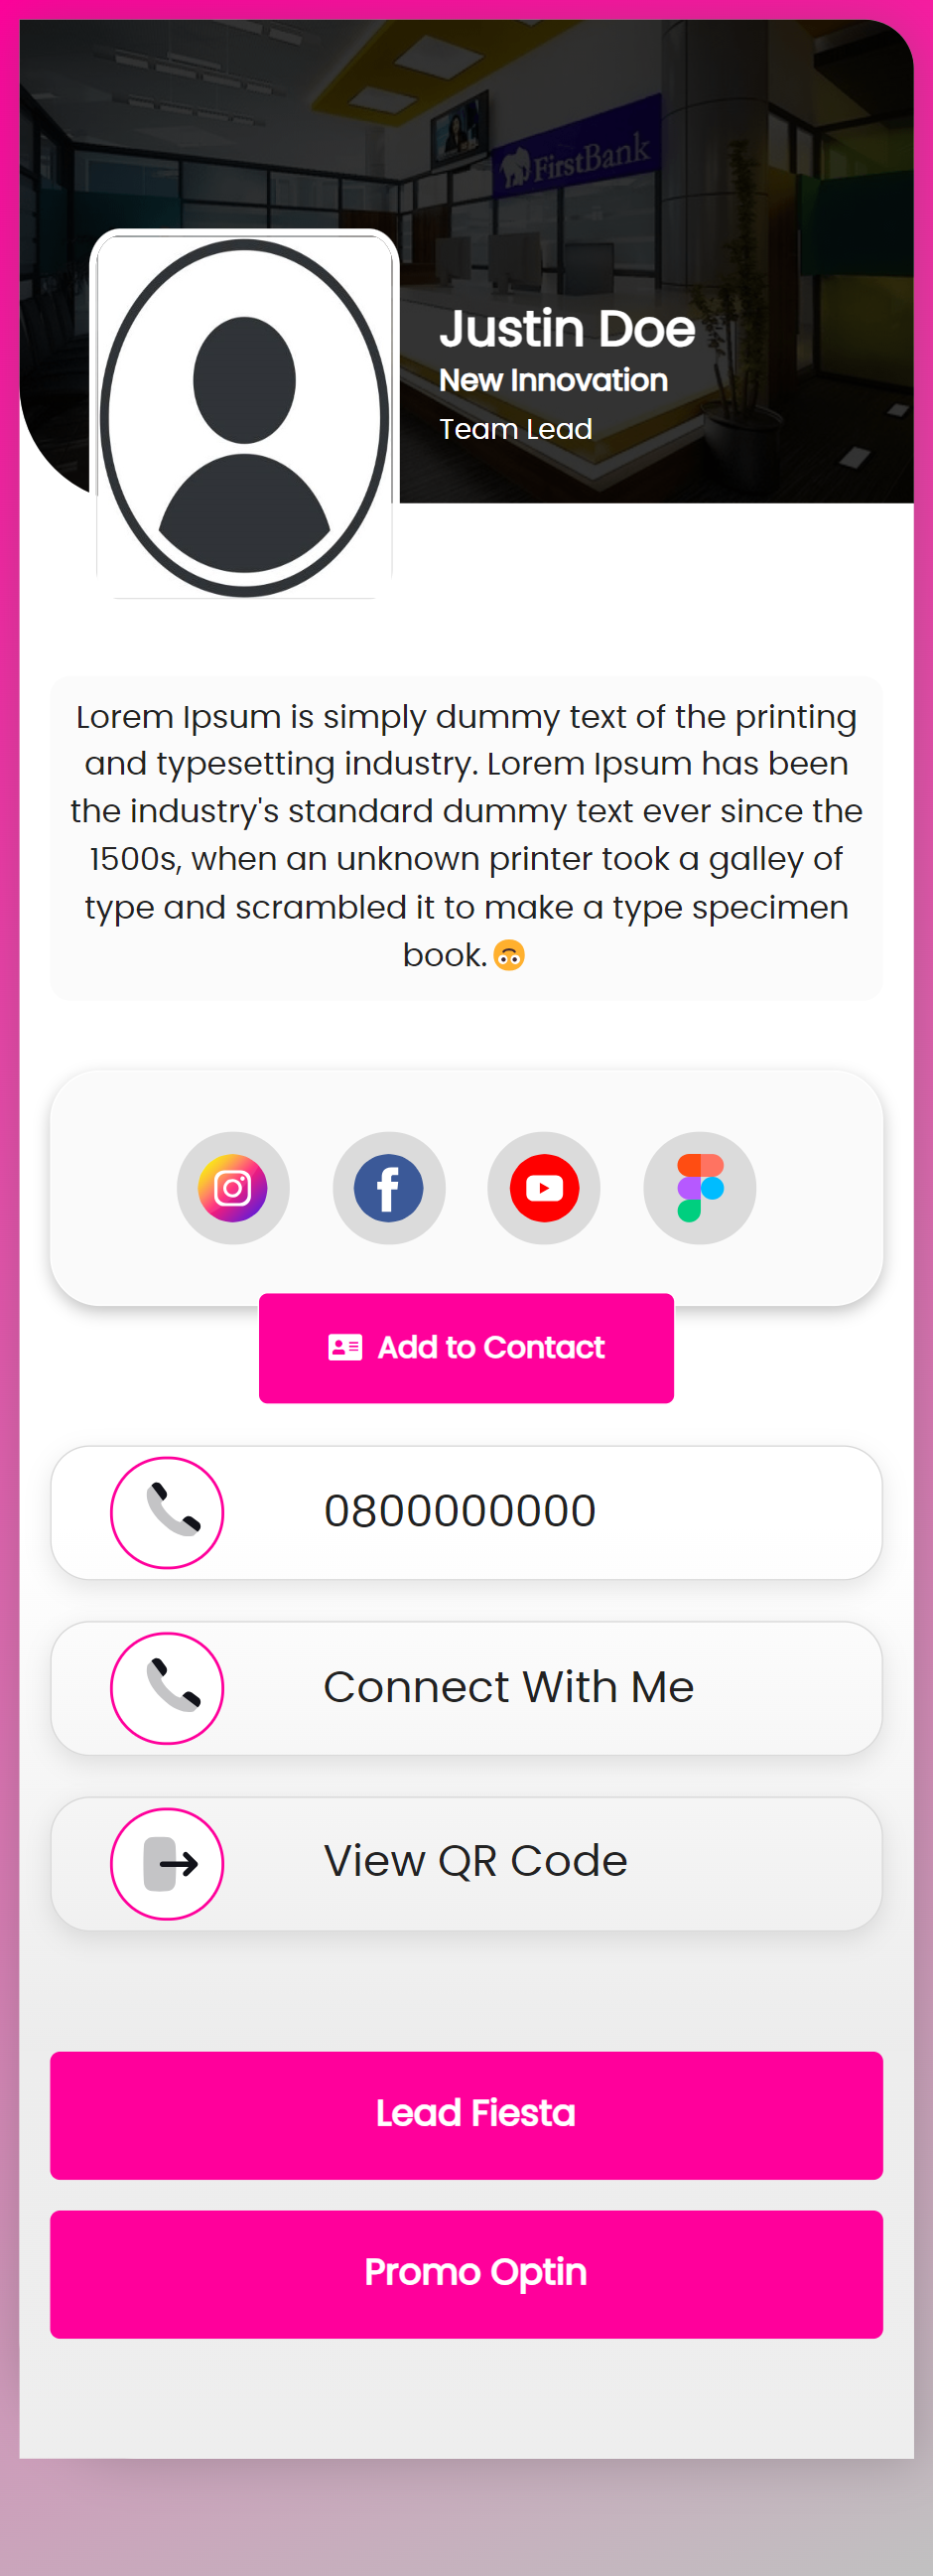 FirstBank
Justin Doe
New Innovation
Team Lead
Lorem Ipsum is simply dummy text of the printing
and typesetting industry. Lorem Ipsum has been
the industry's standard dummy text ever since the
1500s, when an unknown printer took a galley of
type and scrambled it to make a type specimen
book. 🙃
Add to Contact
0800000000
Connect With Me
View QR Code
Lead Fiesta
Promo Optin